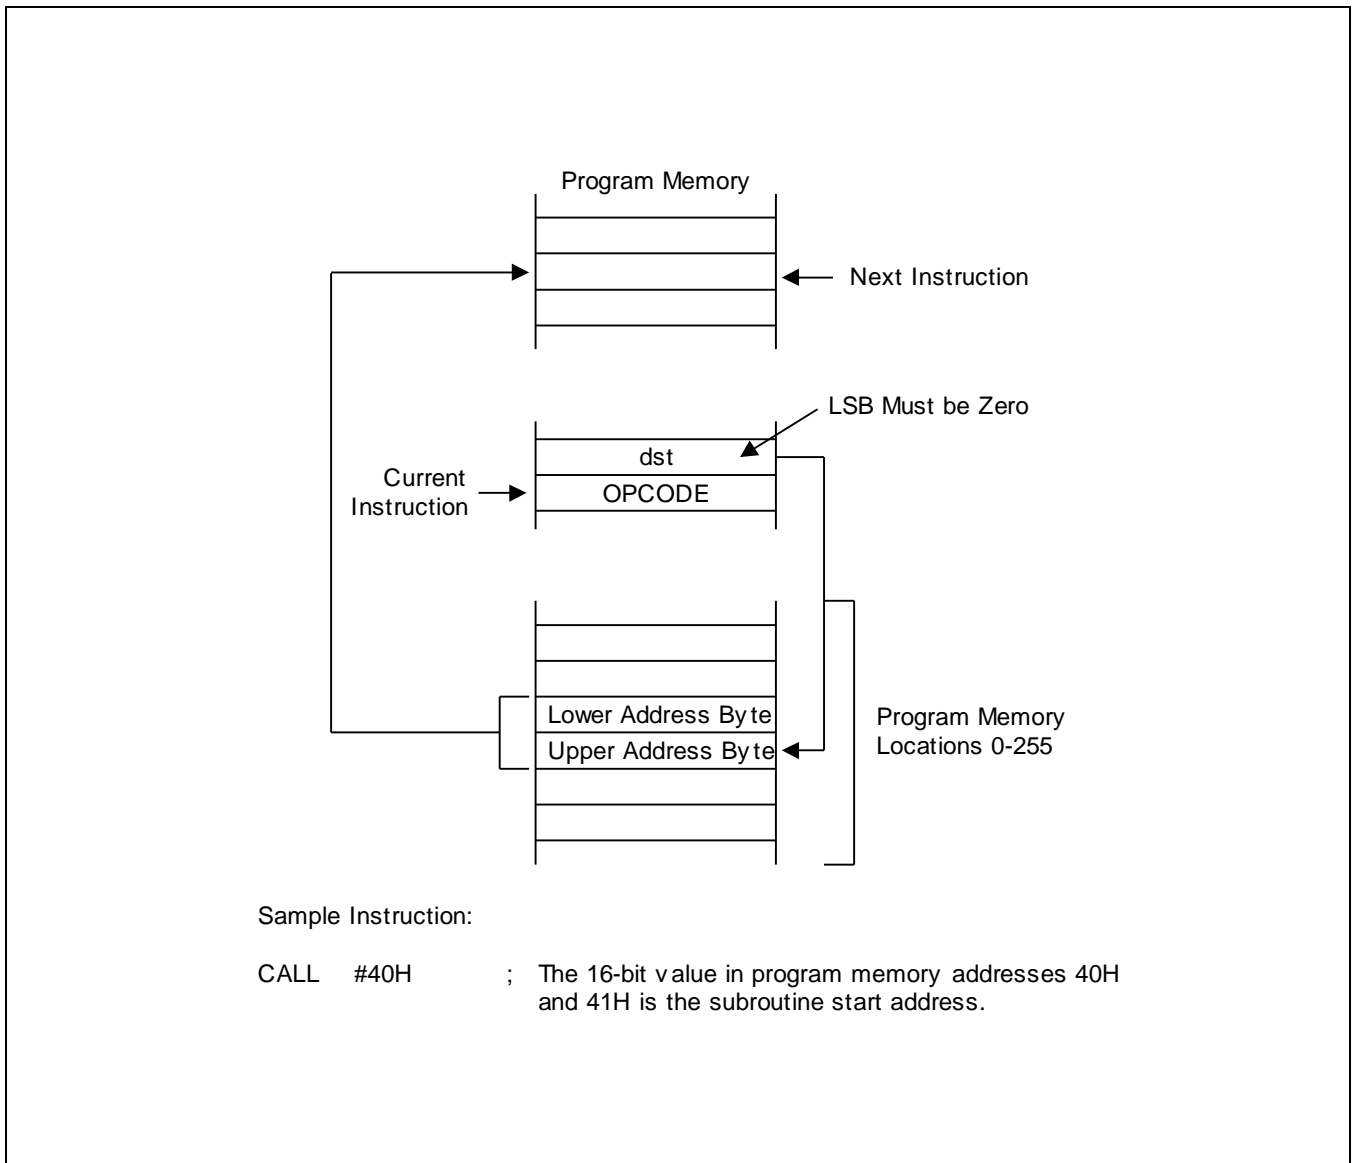 Program Memory
Next Instruction
LSB Must be Zero
dst
Current
Instruction
OPCODE
Lower Address Byte
Upper Address Byte
Program Memory
Locations 0-255
Sample Instruction:
CALL #40H ; The 16-bit value in program memory addresses 40H
and 41H is the subroutine start address.